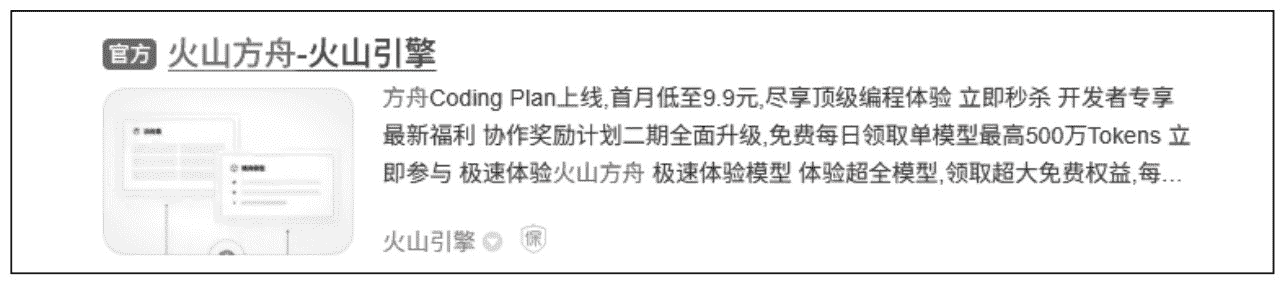 官方 火山方舟-火山引擎
方舟Coding Plan上线,首月低至9.9元,尽享顶级编程体验 立即秒杀 开发者专享
最新福利 协作奖励计划二期全面升级,免费每日领取单模型最高500万Tokens 立
即参与 极速体验火山方舟 极速体验模型 体验超全模型,领取超大免费权益,每...
火山引擎 保